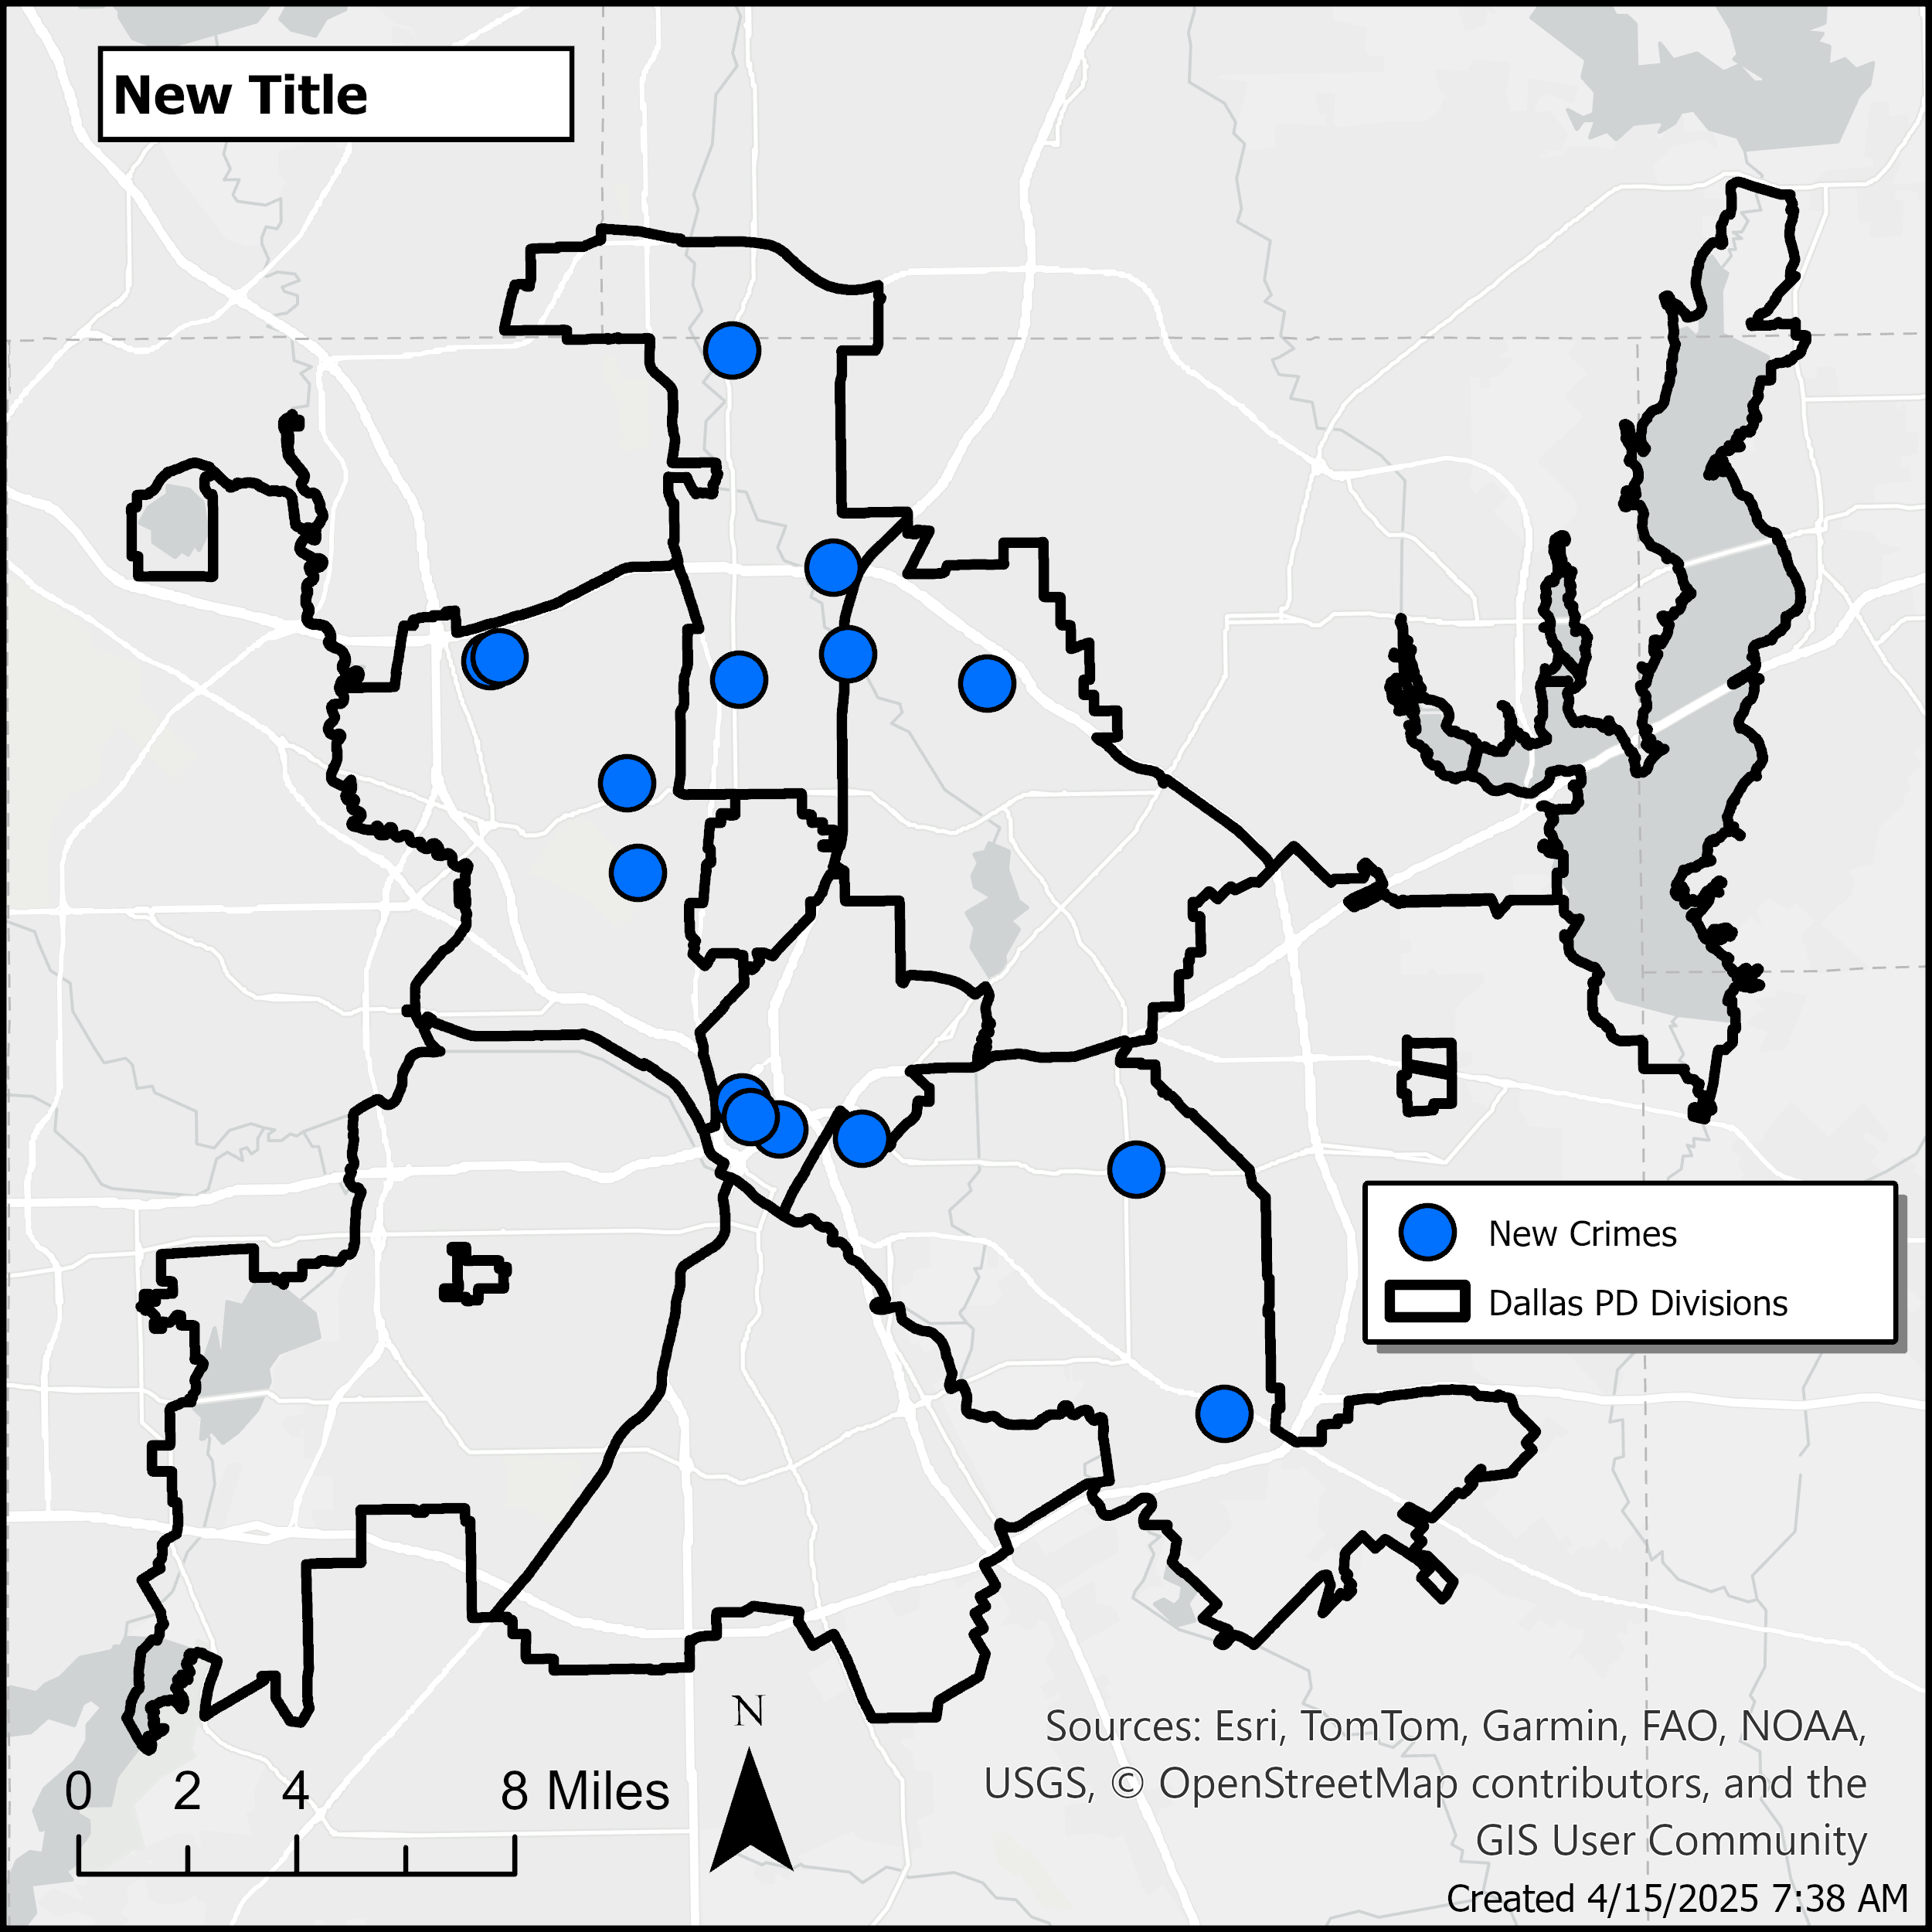 New Title
New Crimes
Dallas PD Divisions
N
0 2 4 8 Miles
Sources: Esri, TomTom, Garmin, FAO, NOAA,
USGS, © OpenStreetMap contributors, and the
GIS User Community
Created 4/15/2025 7:38 AM